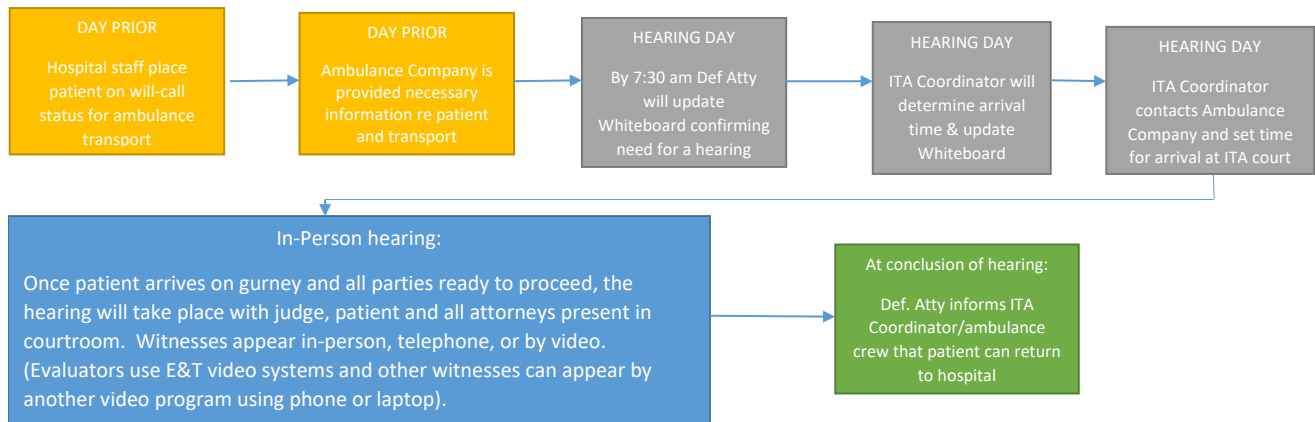 DAY PRIOR
Hospital staff place
patient on will-call
status for ambulance
transport
DAY PRIOR
Ambulance Company is
provided necessary
information re patient
and transport
HEARING DAY
By 7:30 am Def Atty
will update
Whiteboard confirming
need for a hearing
HEARING DAY
ITA Coordinator will
determine arrival
time & update
Whiteboard
HEARING DAY
ITA Coordinator
contacts Ambulance
Company and set time
for arrival at ITA court
In-Person hearing:
Once patient arrives on gurney and all parties ready to proceed, the
hearing will take place with judge, patient and all attorneys present in
courtroom. Witnesses appear in-person, telephone, or by video.
(Evaluators use E&T video systems and other witnesses can appear by
another video program using phone or laptop).
At conclusion of hearing:
Def. Atty informs ITA
Coordinator/ambulance
crew that patient can return
to hospital